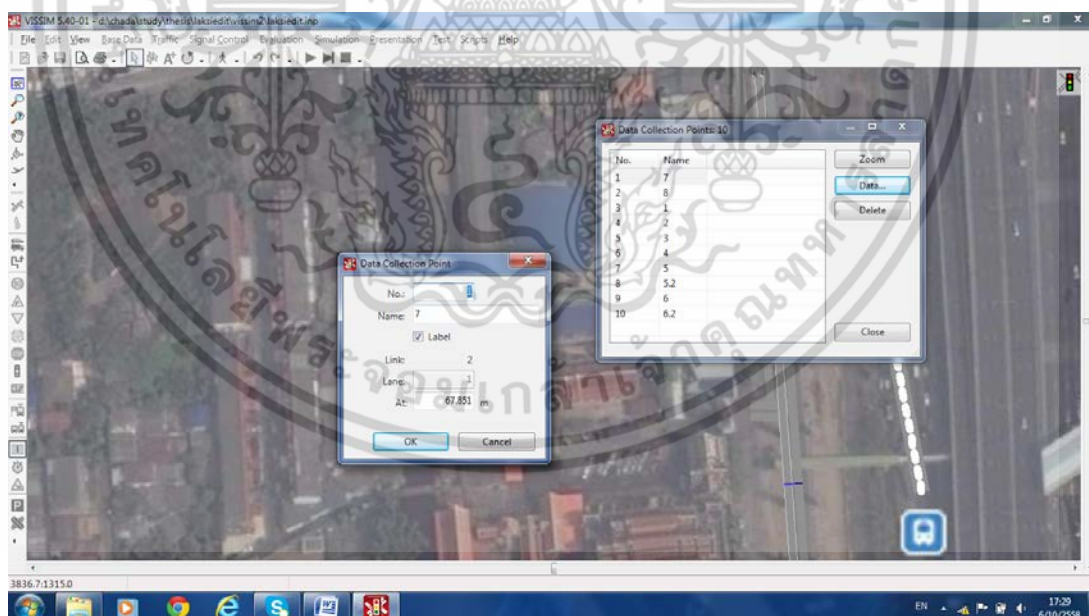 VISSIM 5.40-01 - d:\chada\study\thesis\laksiedit\vissins2\laksiedit.inp
File Edit View Base Data Traffic Signal Control Evaluation Simulation Presentation Test Scripts Help
Data Collection Points: 10
No. Name
1 7
2 8
3 1
4 2
5 3
6 4
7 5
8 5.2
9 6
10 6.2
Zoom
Data...
Delete
Close
Data Collection Point
No.: 1
Name: 7
Label
Link: 2
Lane: 1
At: 67.851 m
OK Cancel
3836.7:1315.0
EN
17:29
6/10/2558